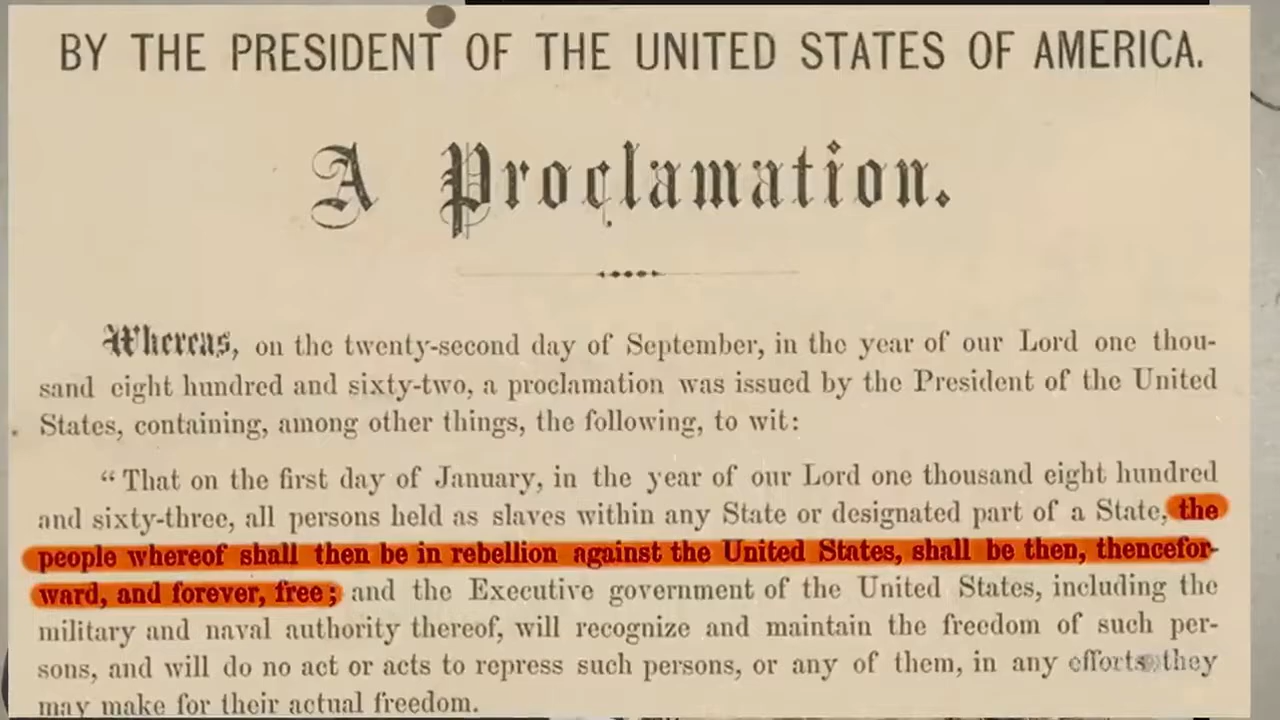 BY THE PRESIDENT OF THE UNITED STATES OF AMERICA.
A Proclamation.
Whereas, on the twenty-second day of September, in the year of our Lord one thou-
sand eight hundred and sixty-two, a proclamation was issued by the President of the United
States, containing, among other things, the following, to wit:
“ That on the first day of January, in the year of our Lord one thousand eight hundred
and sixty-three, all persons held as slaves within any State or designated part of a State, the
people whereof shall then be in rebellion against the United States, shall be then, thencefor-
ward, and forever, free; and the Executive government of the United States, including the
military and naval authority thereof, will recognize and maintain the freedom of such per-
sons, and will do no act or acts to repress such persons, or any of them, in any efforts they
may make for their actual freedom.